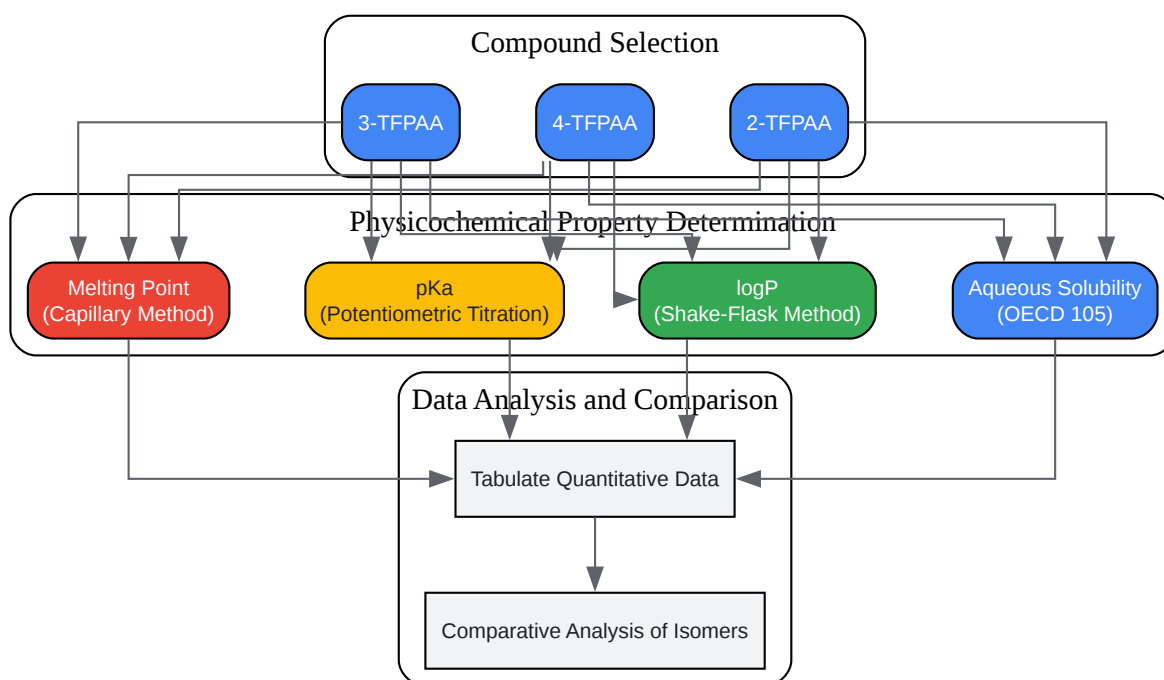 Compound Selection
3-TFPAA
4-TFPAA
2-TFPAA
Physicochemical Property Determination
Melting Point
(Capillary Method)
pKa
(Potentiometric Titration)
logP
(Shake-Flask Method)
Aqueous Solubility
(OECD 105)
Data Analysis and Comparison
Tabulate Quantitative Data
Comparative Analysis of Isomers